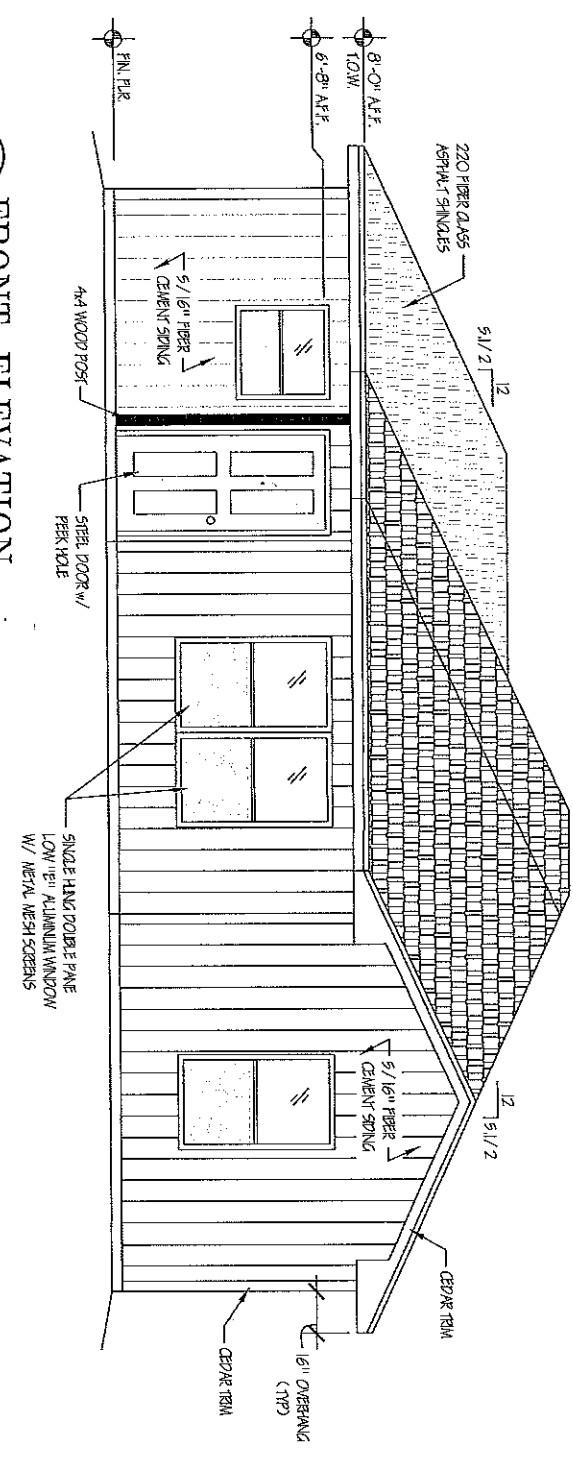 8'-0" A.F.F.
T.O.W.
6'-8" A.F.F.
FIN. FLR.
220 FIBER GLASS
ASPHALT SHINGLES
12
5.1/2
12
5.1/2
5/16" FIBER
CEMENT SIDING
4x4 WOOD POST
STEEL DOOR w/
PEEK HOLE
SINGLE HUNG DOUBLE PANE
LOW "E" ALUMINUM WINDOW
W/ METAL MESH SCREENS
5/16" FIBER
CEMENT SIDING
CEDAR TRIM
16" OVERHANG
(TYP)
CEDAR TRIM
FRONT ELEVATION